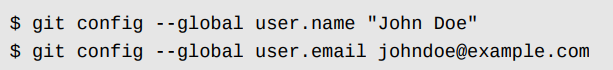 $ git config --global user.name "John Doe"
$ git config --global user.email johndoe@example.com